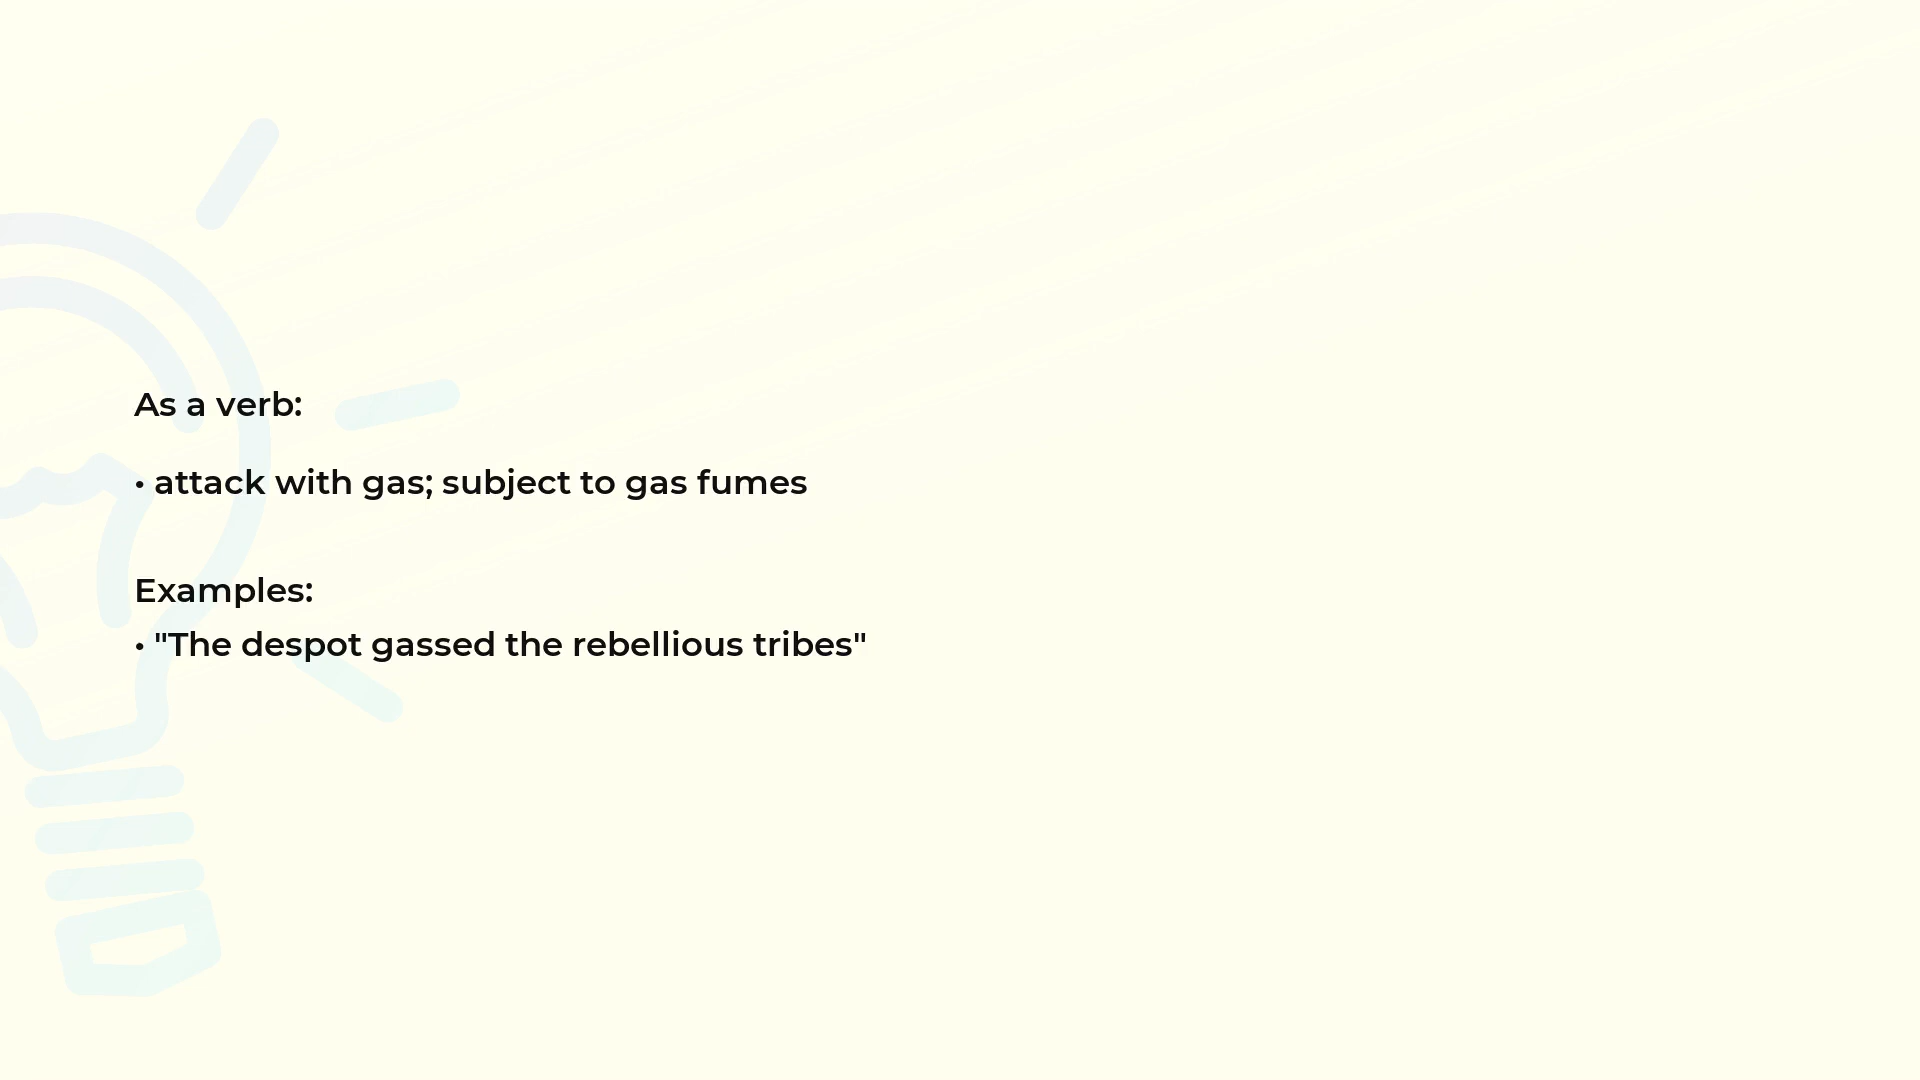 As a verb:
• attack with gas; subject to gas fumes
Examples:
• "The despot gassed the rebellious tribes"